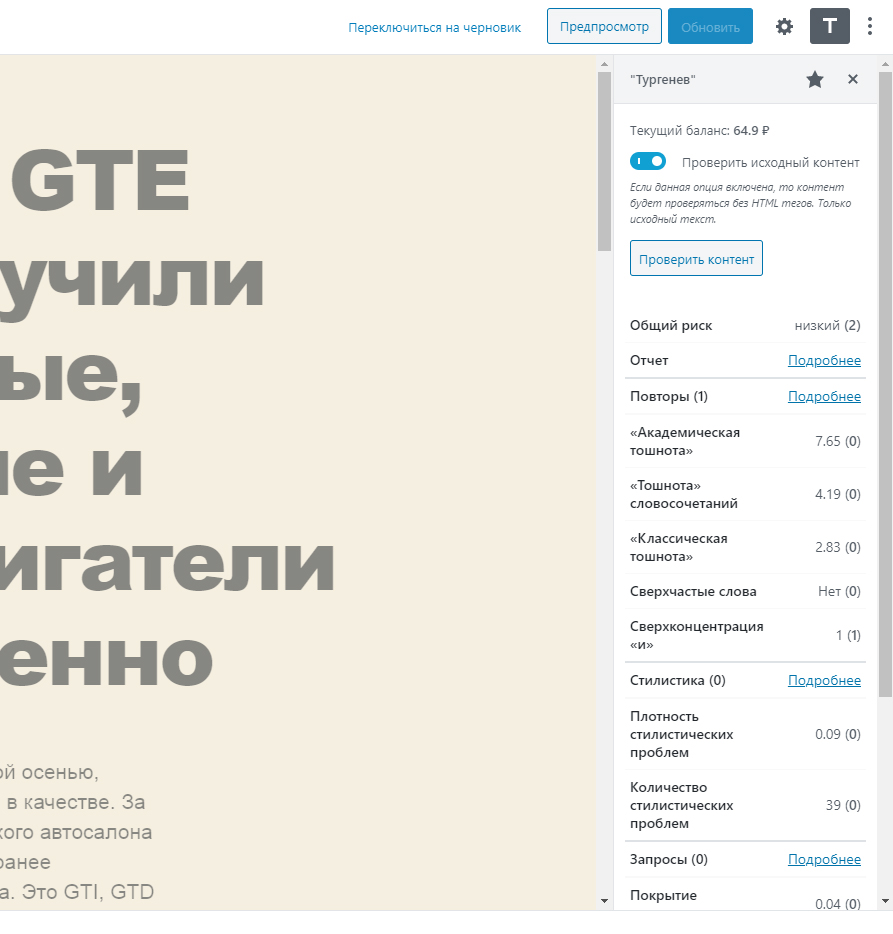 Переключиться на черновик
Предпросмотр
Обновить
T
GTE
учили
ые,
е и
игатели
енно
ой осенью,
в качестве. За
кого автосалона
ранее
а. Это GTI, GTD
"Тургенев"
Текущий баланс: 64.9 ₽
Проверить исходный контент
Если данная опция включена, то контент
будет проверяться без HTML тегов. Только
исходный текст.
Проверить контент
Общий риск низкий (2)
Отчет Подробнее
Повторы (1) Подробнее
«Академическая
тошнота» 7.65 (0)
«Тошнота»
словосочетаний 4.19 (0)
«Классическая
тошнота» 2.83 (0)
Сверхчастые слова Нет (0)
Сверхконцентрация
«и» 1 (1)
Стилистика (0) Подробнее
Плотность
стилистических 0.09 (0)
проблем
Количество
стилистических 39 (0)
проблем
Запросы (0) Подробнее
Покрытие 0.04 (0)